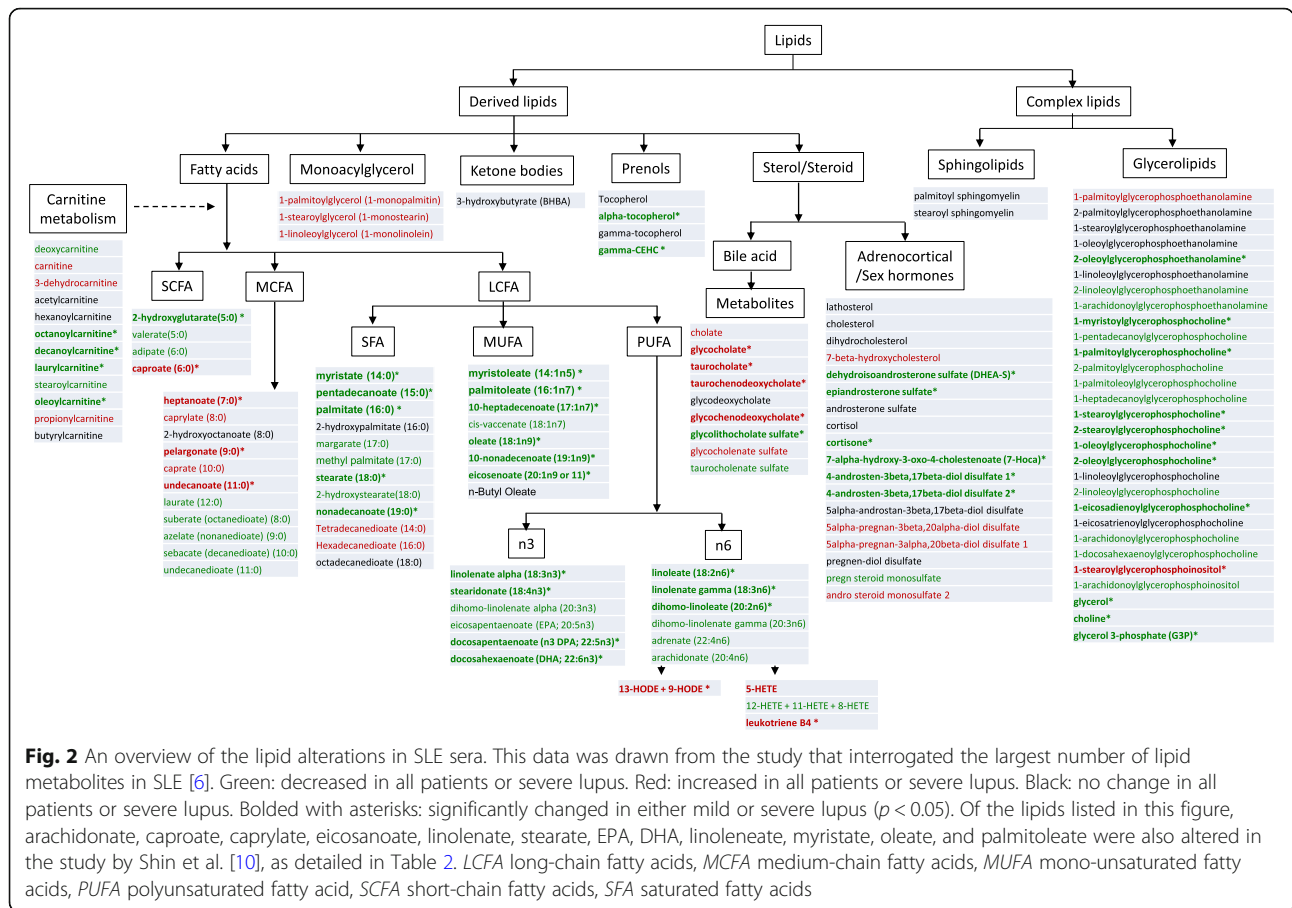 Lipids
Derived lipids
Complex lipids
Fatty acids
Monoacylglycerol
Ketone bodies
Prenols
Sterol/Steroid
Sphingolipids
Glycerolipids
Carnitine
metabolism
deoxycarnitine
carnitine
3-dehydrocarnitine
acetylcarnitine
hexanoylcarnitine
octanoylcarnitine*
decanoylcarnitine*
laurylcarnitine*
stearoylcarnitine
oleoylcarnitine*
propionylcarnitine
butyrylcarnitine
1-palmitoylglycerol (1-monopalmitin)
1-stearoylglycerol (1-monostearin)
1-linoleoylglycerol (1-monolinolein)
3-hydroxybutyrate (BHBA)
Tocopherol
alpha-tocopherol*
gamma-tocopherol
gamma-CEHC *
SCFA
MCFA
LCFA
2-hydroxyglutarate(5:0) *
valerate(5:0)
adipate (6:0)
caproate (6:0)*
heptanoate (7:0)*
caprylate (8:0)
2-hydroxyoctanoate (8:0)
pelargonate (9:0)*
caprate (10:0)
undecanoate (11:0)*
laurate (12:0)
suberate (octanedioate) (8:0)
azelate (nonanedioate) (9:0)
sebacate (decanedioate) (10:0)
undecanedioate (11:0)
SFA
MUFA
PUFA
myristate (14:0)*
pentadecanoate (15:0)*
palmitate (16:0) *
2-hydroxypalmitate (16:0)
margarate (17:0)
methyl palmitate (17:0)
stearate (18:0)*
2-hydroxystearate(18:0)
nonadecanoate (19:0)*
Tetradecanedioate (14:0)
Hexadecanedioate (16:0)
octadecanedioate (18:0)
myristoleate (14:1n5)*
palmitoleate (16:1n7)*
10-heptadecenoate (17:1n7)*
cis-vaccenate (18:1n7)
oleate (18:1n9)*
10-nonadecenoate (19:1n9)*
eicosenoate (20:1n9 or 11)*
n-Butyl Oleate
n3
n6
linolenate alpha (18:3n3)*
stearidonate (18:4n3)*
dihomo-linolenate alpha (20:3n3)
eicosapentaenoate (EPA; 20:5n3)
docosapentaenoate (n3 DPA; 22:5n3)*
docosahexaenoate (DHA; 22:6n3)*
linoleate (18:2n6)*
linolenate gamma (18:3n6)*
dihomo-linoleate (20:2n6)*
dihomo-linolenate gamma (20:3n6)
adrenate (22:4n6)
arachidonate (20:4n6)
13-HODE + 9-HODE *
5-HETE
12-HETE + 11-HETE + 8-HETE
leukotriene B4 *
Bile acid
Metabolites
cholate
glycocholate*
taurocholate*
taurochenodeoxycholate*
glycodeoxycholate
glycochenodeoxycholate*
glycolithocholate sulfate*
glycocholenate sulfate
taurocholenate sulfate
Adrenocortical
/Sex hormones
lathosterol
cholesterol
dihydrocholesterol
7-beta-hydroxycholesterol
dehydroisoandrosterone sulfate (DHEA-S)*
epiandrosterone sulfate*
androsterone sulfate
cortisol
cortisone*
7-alpha-hydroxy-3-oxo-4-cholestenoate (7-Hoca)*
4-androsten-3beta,17beta-diol disulfate 1*
4-androsten-3beta,17beta-diol disulfate 2*
5alpha-androstan-3beta,17beta-diol disulfate
5alpha-pregnan-3beta,20alpha-diol disulfate
5alpha-pregnan-3alpha,20beta-diol disulfate 1
pregnen-diol disulfate
pregn steroid monosulfate
andro steroid monosulfate 2
palmitoyl sphingomyelin
stearoyl sphingomyelin
1-palmitoylglycerophosphoethanolamine
2-palmitoylglycerophosphoethanolamine
1-stearoylglycerophosphoethanolamine
1-oleoylglycerophosphoethanolamine
2-oleoylglycerophosphoethanolamine*
1-linoleoylglycerophosphoethanolamine
2-linoleoylglycerophosphoethanolamine
1-arachidonoylglycerophosphoethanolamine
1-myristoylglycerophosphocholine*
1-pentadecanoylglycerophosphocholine
1-palmitoylglycerophosphocholine*
2-palmitoylglycerophosphocholine
1-palmitoleoylglycerophosphocholine
1-heptadecanoylglycerophosphocholine
1-stearoylglycerophosphocholine*
2-stearoylglycerophosphocholine*
1-oleoylglycerophosphocholine*
2-oleoylglycerophosphocholine*
1-linoleoylglycerophosphocholine
2-linoleoylglycerophosphocholine
1-eicosadienoylglycerophosphocholine*
1-eicosatrienoylglycerophosphocholine
1-arachidonoylglycerophosphocholine
1-docosahexaenoylglycerophosphocholine
1-stearoylglycerophosphoinositol*
1-arachidonoylglycerophosphoinositol
glycerol*
choline*
glycerol 3-phosphate (G3P)*
Fig. 2 An overview of the lipid alterations in SLE sera. This data was drawn from the study that interrogated the largest number of lipid
metabolites in SLE [6]. Green: decreased in all patients or severe lupus. Red: increased in all patients or severe lupus. Black: no change in all
patients or severe lupus. Bolded with asterisks: significantly changed in either mild or severe lupus (p < 0.05). Of the lipids listed in this figure,
arachidonate, caproate, caprylate, eicosanoate, linolenate, stearate, EPA, DHA, linoleneate, myristate, oleate, and palmitoleate were also altered in
the study by Shin et al. [10], as detailed in Table 2. LCFA long-chain fatty acids, MCFA medium-chain fatty acids, MUFA mono-unsaturated fatty
acids, PUFA polyunsaturated fatty acid, SCFA short-chain fatty acids, SFA saturated fatty acids